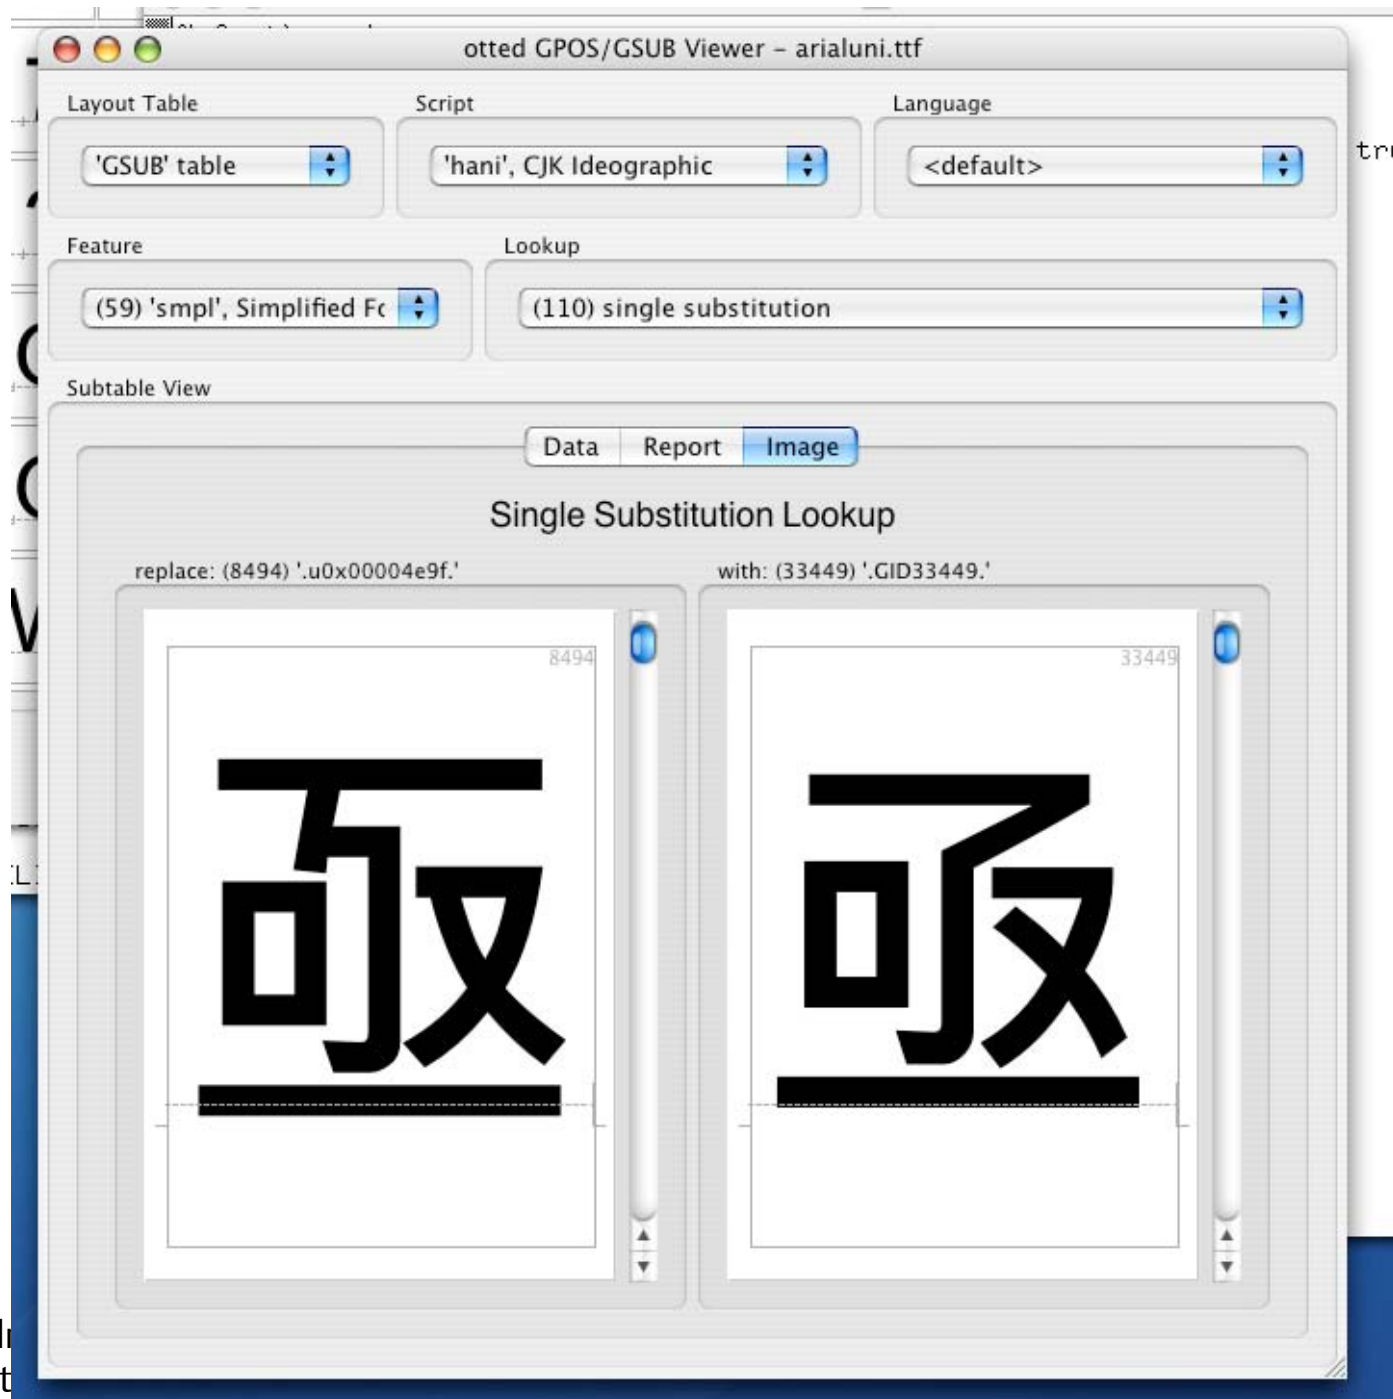 otted GPOS/GSUB Viewer – arialuni.ttf
Layout Table
Script
Language
'GSUB' table
'hani', CJK Ideographic
<default>
Feature
Lookup
(59) 'smpl', Simplified Fo
(110) single substitution
Subtable View
Data Report Image
Single Substitution Lookup
replace: (8494) '.u0x00004e9f.'
with: (33449) '.GID33449.'
8494
33449
亟
亟